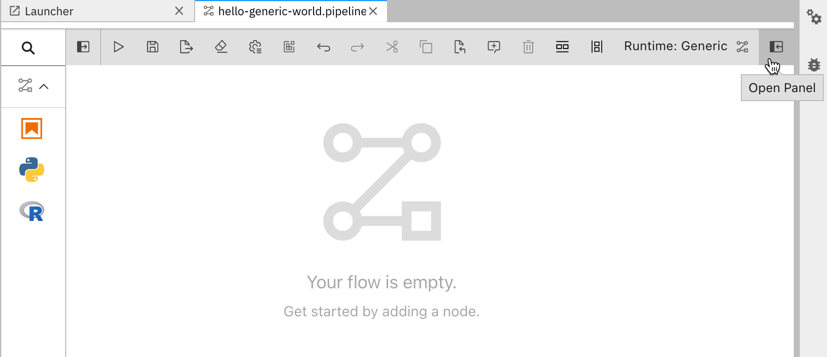 Launcher
hello-generic-world.pipeline
Runtime: Generic
Open Panel
R
Your flow is empty.
Get started by adding a node.